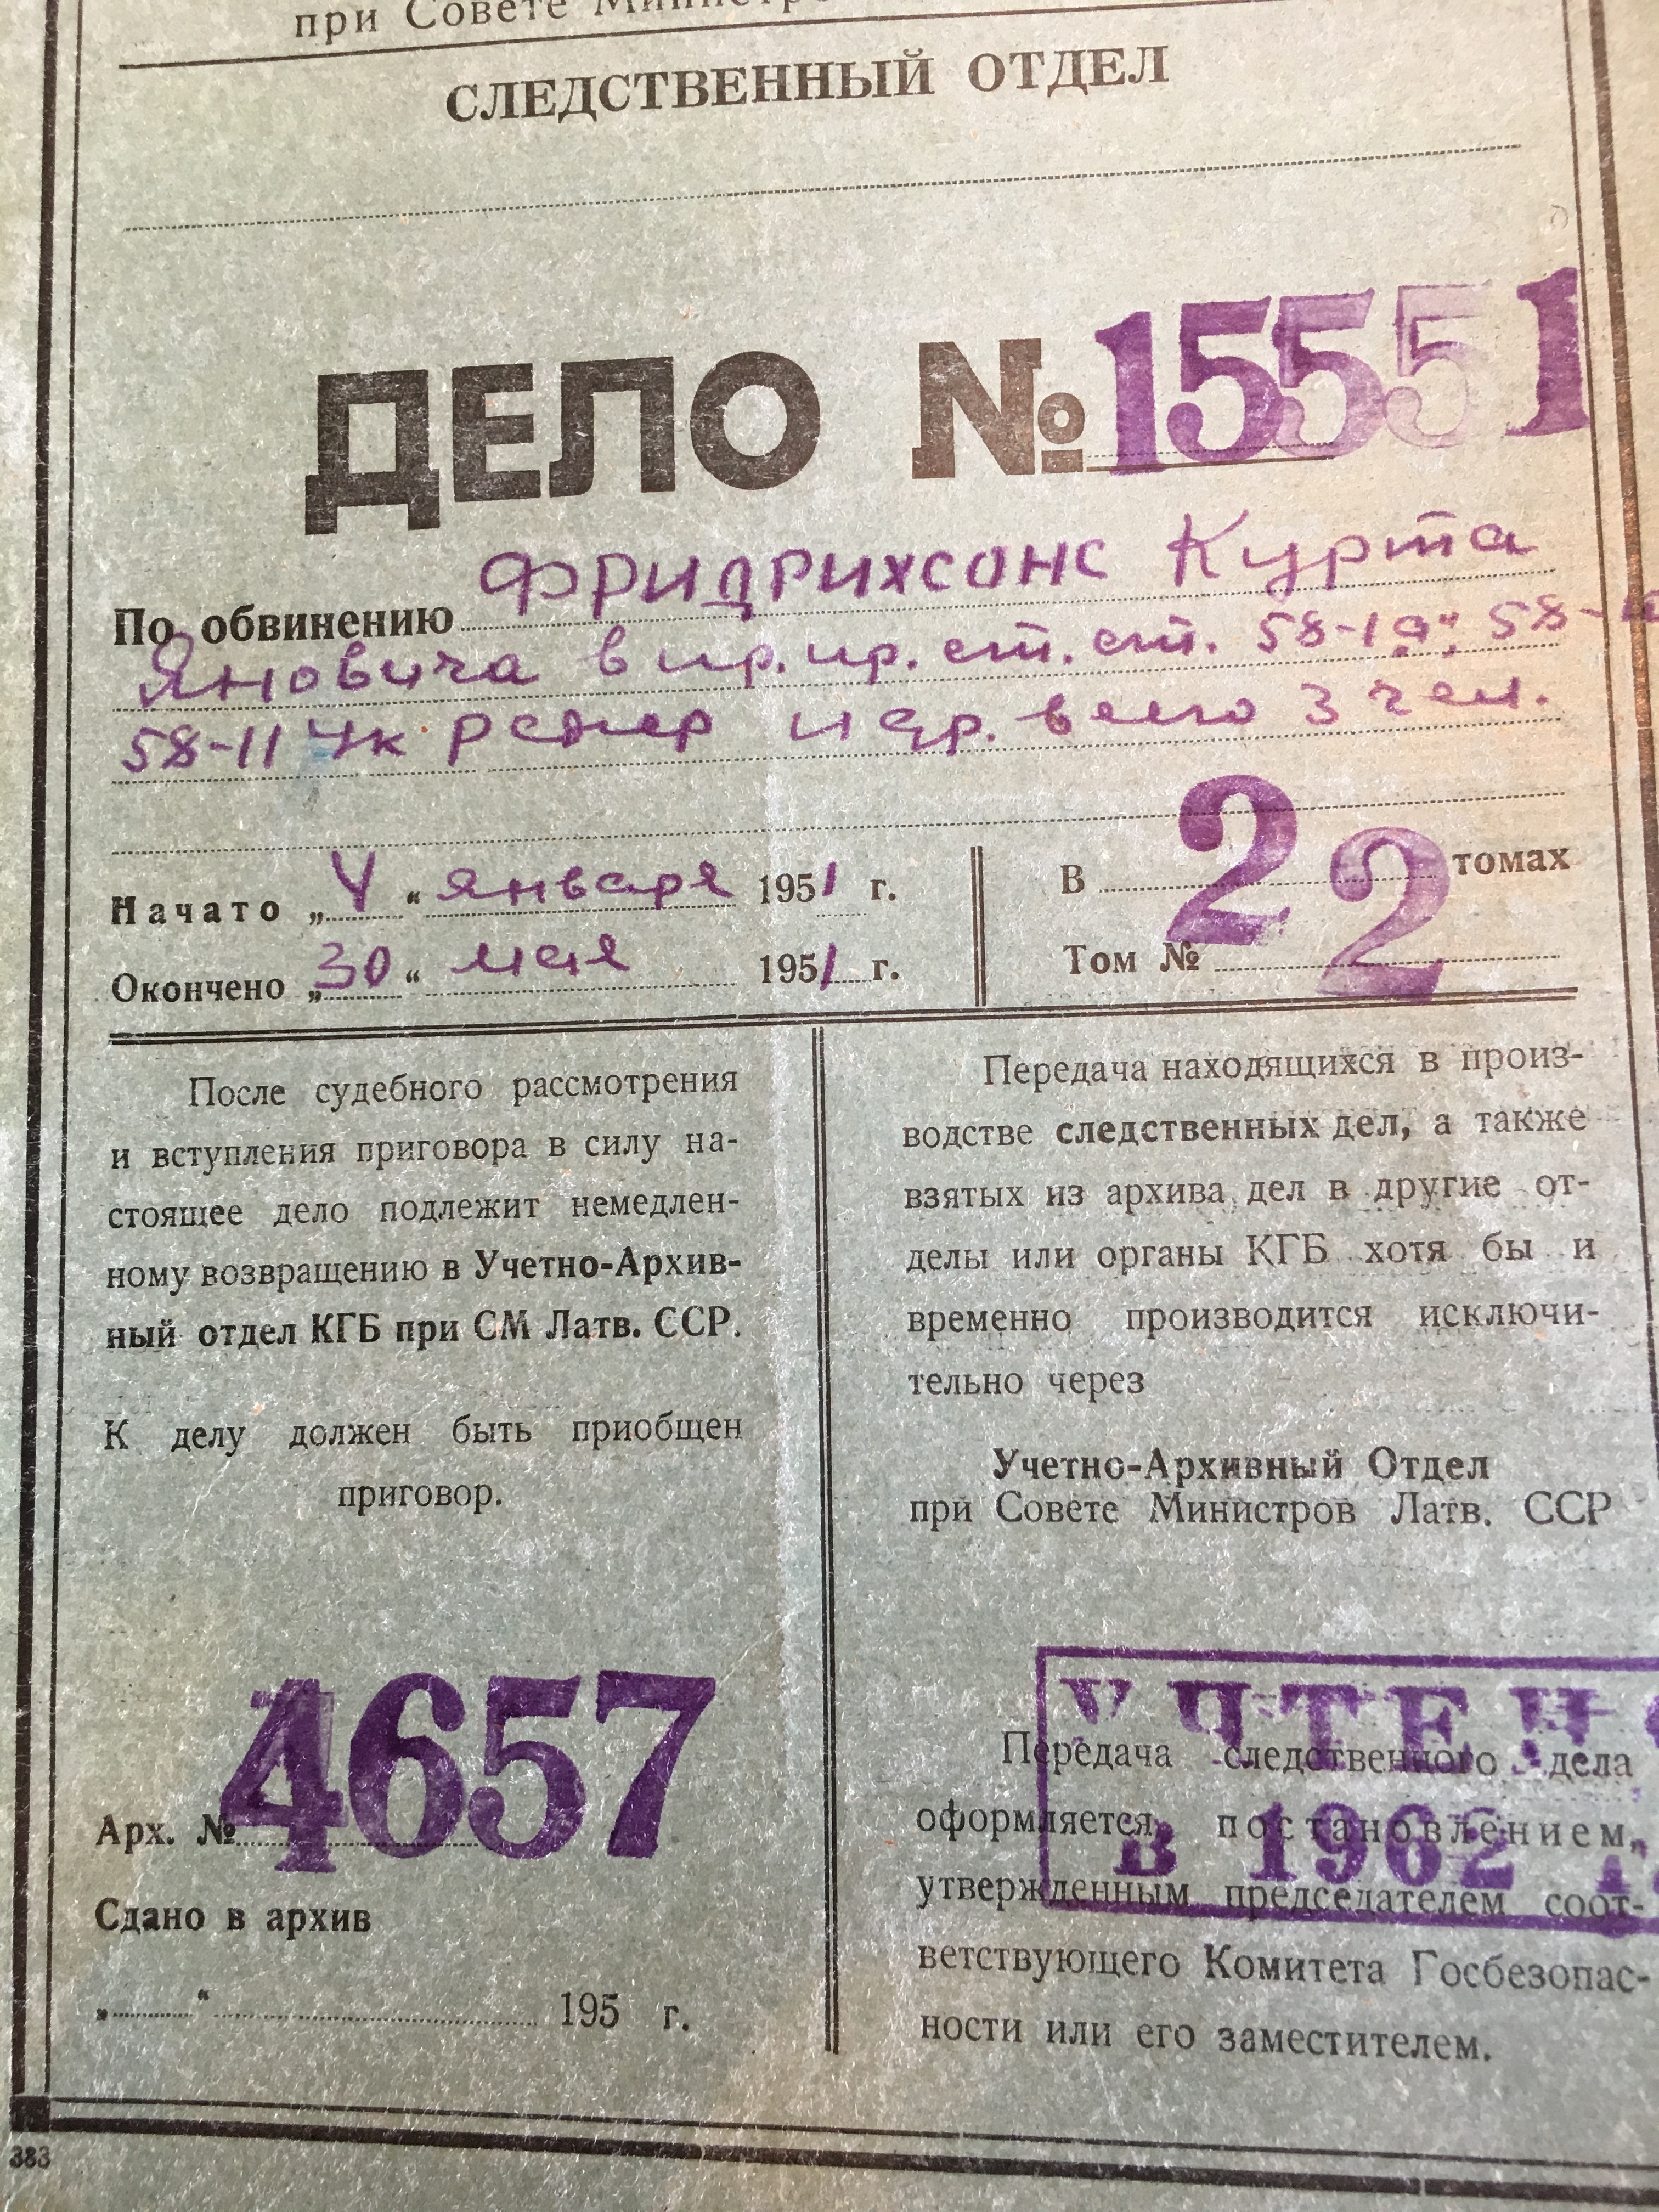 при Совете
СЛЕДСТВЕННЫЙ ОТДЕЛ
ДЕЛО № 15551
По обвинению Фридрихсонс Курта
Яновича в пр. пр. ст. ст. 58-1 „а“; 58-10
58-11 УК РСФСР и др. всего 3 чел.
Начато „4“ января 1951 г.
Окончено „30“ мая 1951 г.
В 2 томах
Том № 2
После судебного рассмотрения
и вступления приговора в силу на-
стоящее дело подлежит немедлен-
ному возвращению в Учетно-Архив-
ный отдел КГБ при СМ Латв. ССР.
К делу должен быть приобщен
приговор.
Арх. № 4657
Сдано в архив
„ “ 195 г.
Передача находящихся в произ-
водстве следственных дел, а также
взятых из архива дел в другие от-
делы или органы КГБ хотя бы и
временно производится исключи-
тельно через
Учетно-Архивный Отдел
при Совете Министров Латв. ССР
УЧТЕН
в 1962 г.
Передача следственного дела
оформляется постановлением,
утвержденным председателем соот-
ветствующего Комитета Госбезопас-
ности или его заместителем.
383